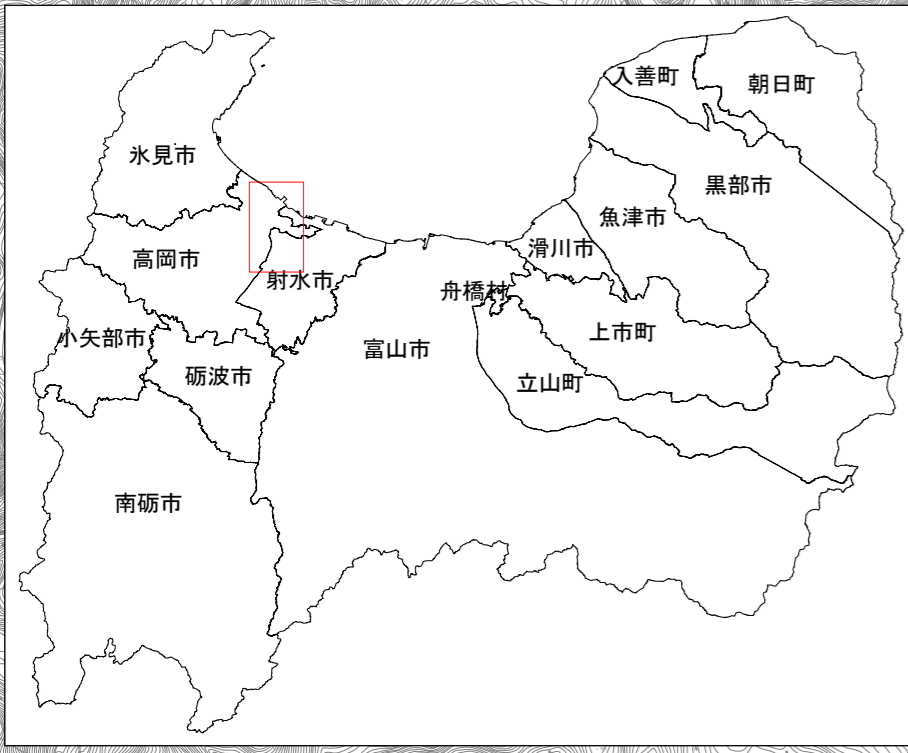 入善町
朝日町
氷見市
黒部市
魚津市
滑川市
高岡市
射水市
舟橋村
上市町
小矢部市
富山市
砺波市
立山町
南砺市